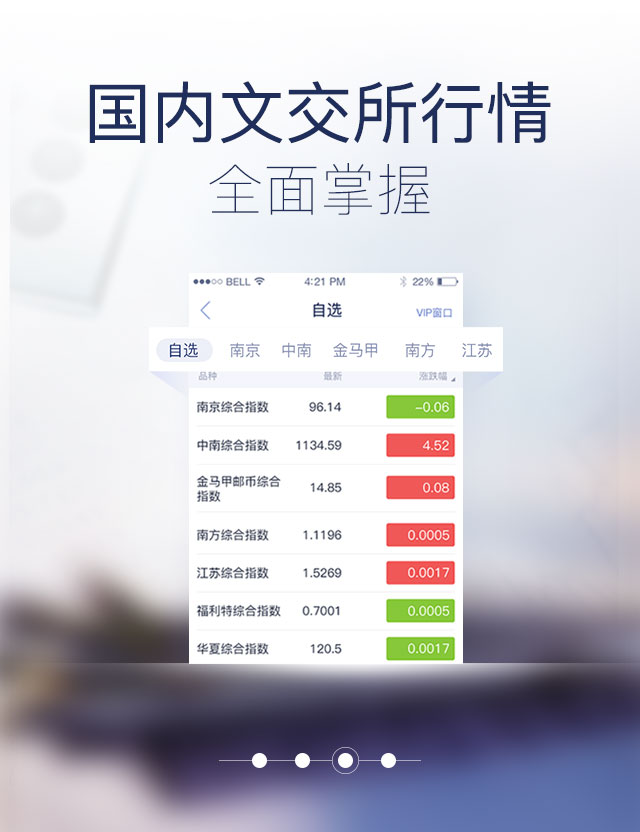 国内文交所行情
全面掌握
BELL 4:21 PM 22%
自选 VIP窗口
自选 南京 中南 金马甲 南方 江苏
品种 最新 涨跌幅
南京综合指数 96.14 −0.06
中南综合指数 1134.59 4.52
金马甲邮币综合
指数 14.85 0.08
南方综合指数 1.1196 0.0005
江苏综合指数 1.5269 0.0017
福利特综合指数 0.7001 0.0005
华夏综合指数 120.5 0.0017